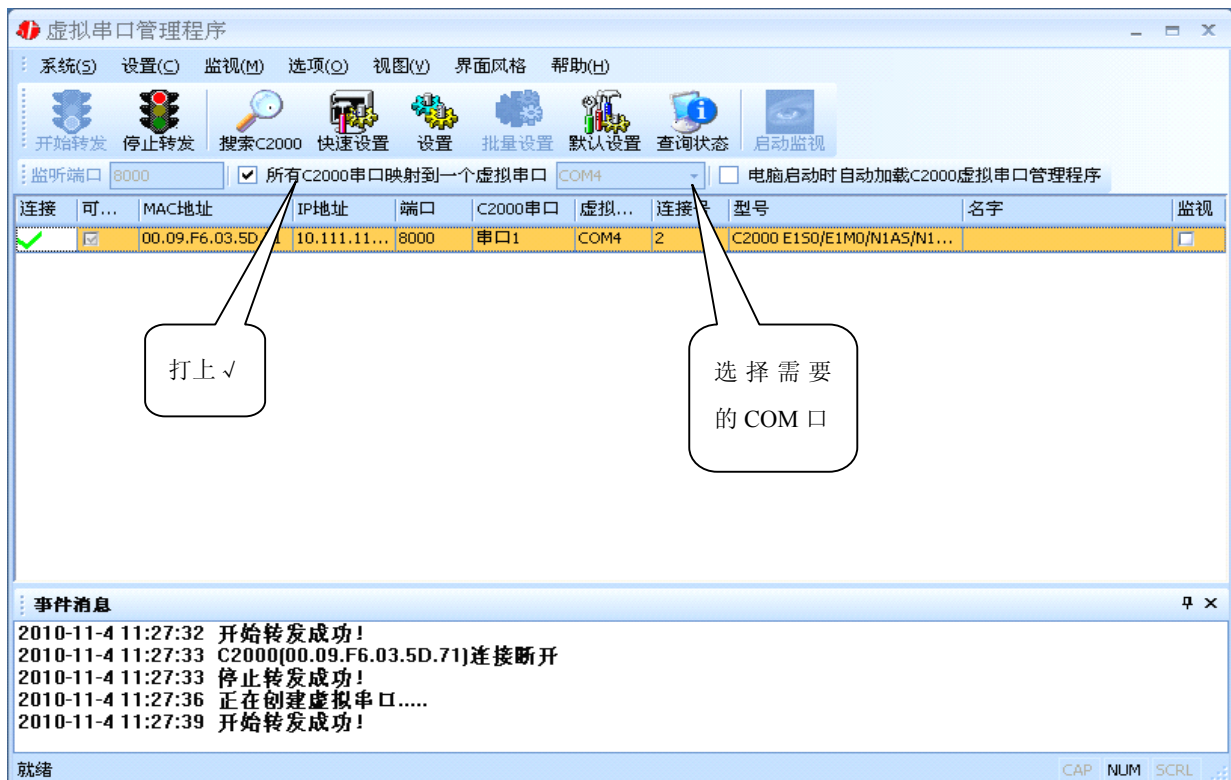 虚拟串口管理程序
系统(S) 设置(C) 监视(M) 选项(O) 视图(V) 界面风格 帮助(H)
开始转发 停止转发 搜索C2000 快速设置 设置 批量设置 默认设置 查询状态 启动监视
监听端口 8000 所有C2000串口映射到一个虚拟串口 COM4 电脑启动时自动加载C2000虚拟串口管理程序
连接 可... MAC地址 IP地址 端口 C2000串口 虚拟... 连接 型号 名字 监视
00.09.F6.03.5D. 1 10.111.11... 8000 串口1 COM4 2 C2000 E1S0/E1M0/N1AS/N1...
打上√
选择需要
的COM口
事件消息
2010-11-4 11:27:32 开始转发成功!
2010-11-4 11:27:33 C2000(00.09.F6.03.5D.71)连接断开
2010-11-4 11:27:33 停止转发成功!
2010-11-4 11:27:36 正在创建虚拟串口.....
2010-11-4 11:27:39 开始转发成功!
就绪 CAP NUM SCRL